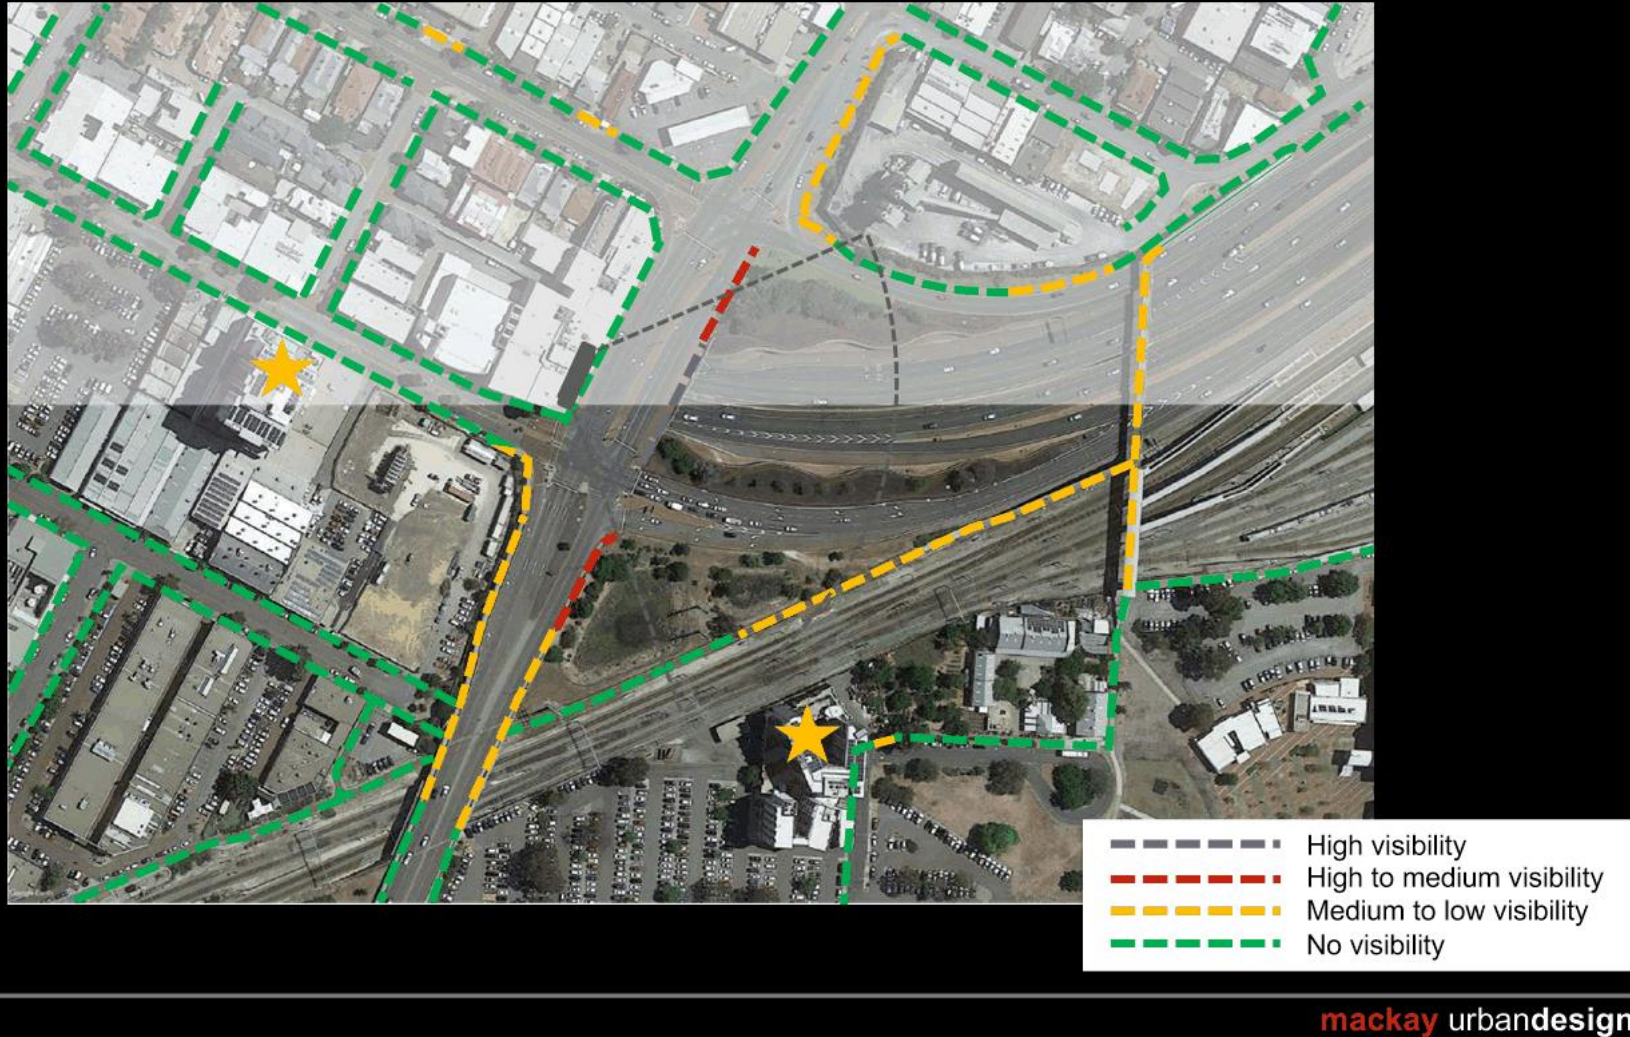 High visibility
High to medium visibility
Medium to low visibility
No visibility
mackay urbandesign